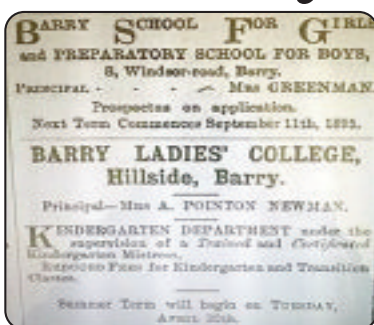 BARRY SCHOOL FOR GIRLS
and PREPARATORY SCHOOL FOR BOYS,
8, Windsor-road, Barry.
PRINCIPAL - - - MRS GREENMAN
Prospectus on application.
Next Term Commences September 11th, 1893.
BARRY LADIES' COLLEGE,
Hillside, Barry.
Principal—MRS A. POINTON NEWMAN.
KINDERGARTEN DEPARTMENT under the
supervision of a Trained and Certificated
Kindergarten Mistress.
REDUCED FEES for Kindergarten and Transition
Classes.
Summer Term will begin on TUESDAY,
APRIL